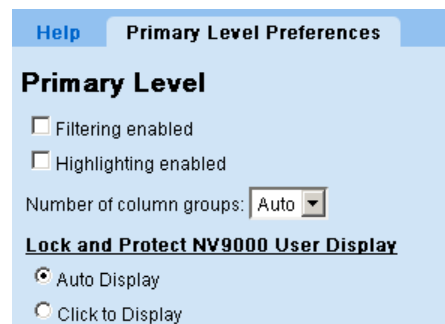 Help Primary Level Preferences
Primary Level
Filtering enabled
Highlighting enabled
Number of column groups: Auto
Lock and Protect NV9000 User Display
Auto Display
Click to Display